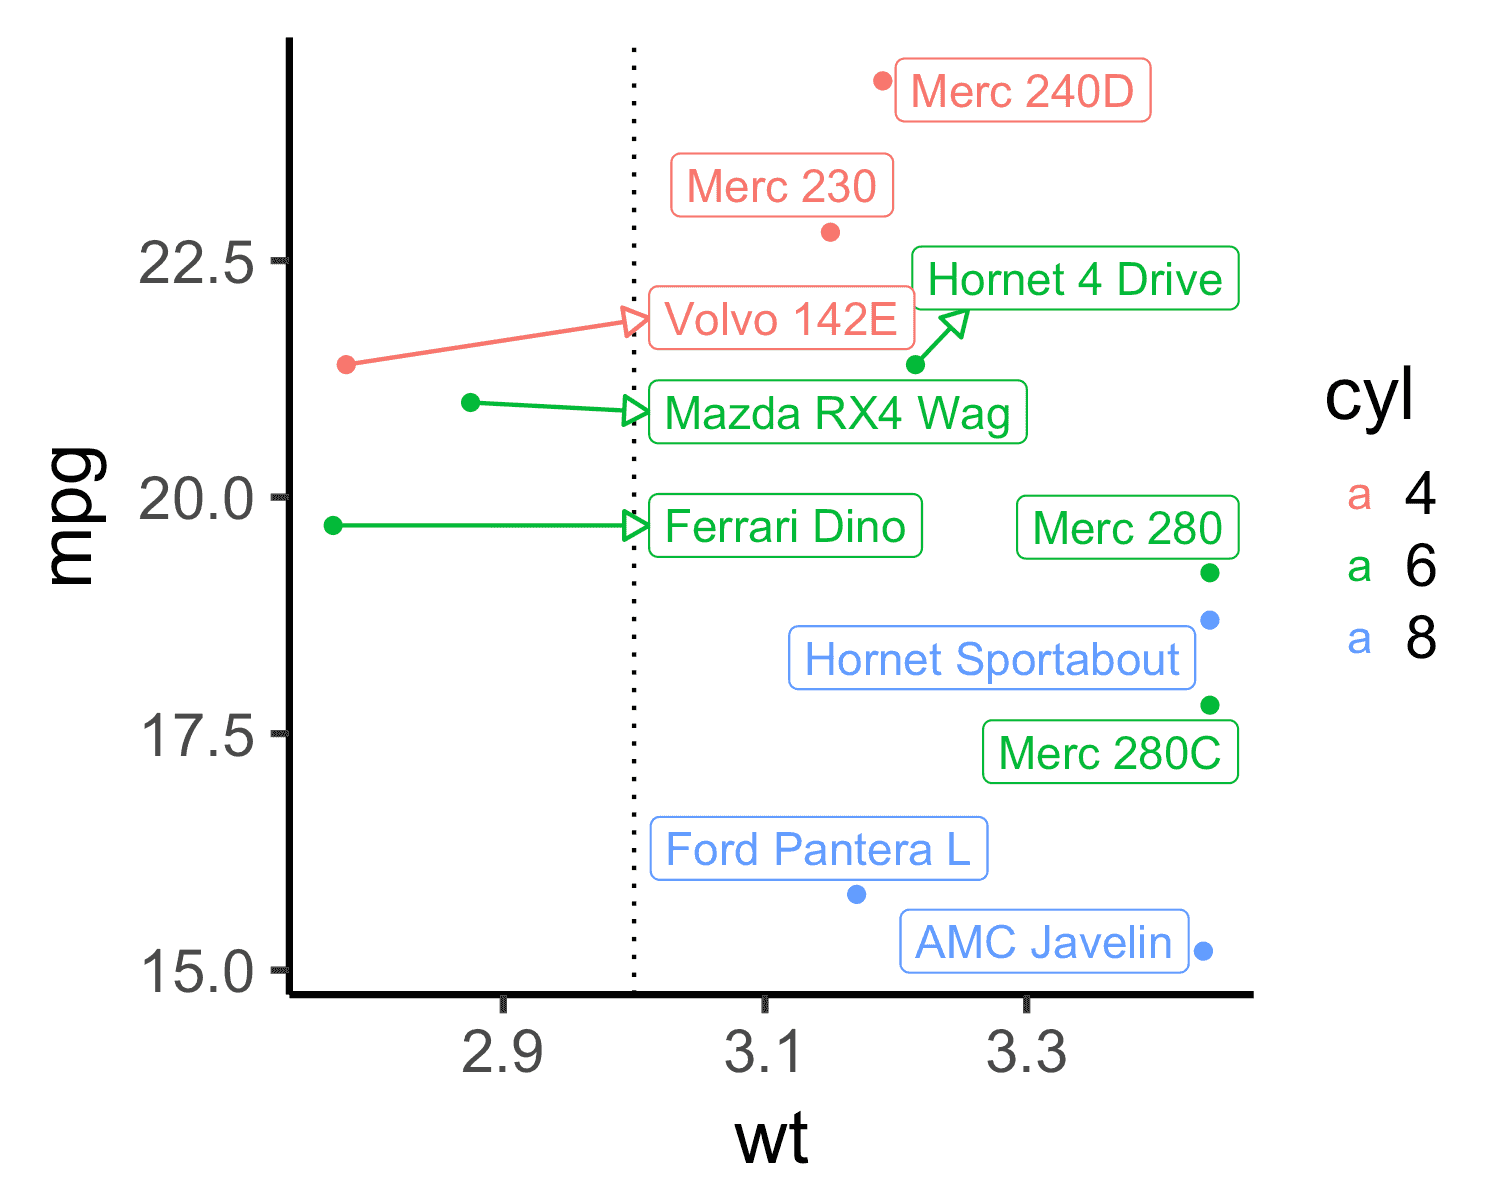 Merc 240D
Merc 230
22.5
Hornet 4 Drive
Volvo 142E
cyl
Mazda RX4 Wag
mpg
20.0
Ferrari Dino
Merc 280
a 4
a 6
a 8
Hornet Sportabout
17.5
Merc 280C
Ford Pantera L
AMC Javelin
15.0
2.9 3.1 3.3
wt